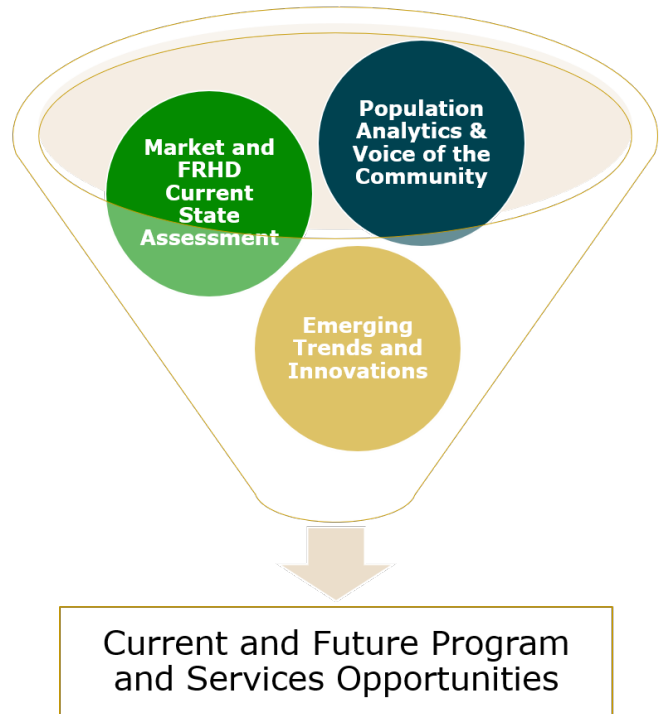 Market and
FRHD
Current
State
Assessment
Population
Analytics &
Voice of the
Community
Emerging
Trends and
Innovations
Current and Future Program
and Services Opportunities